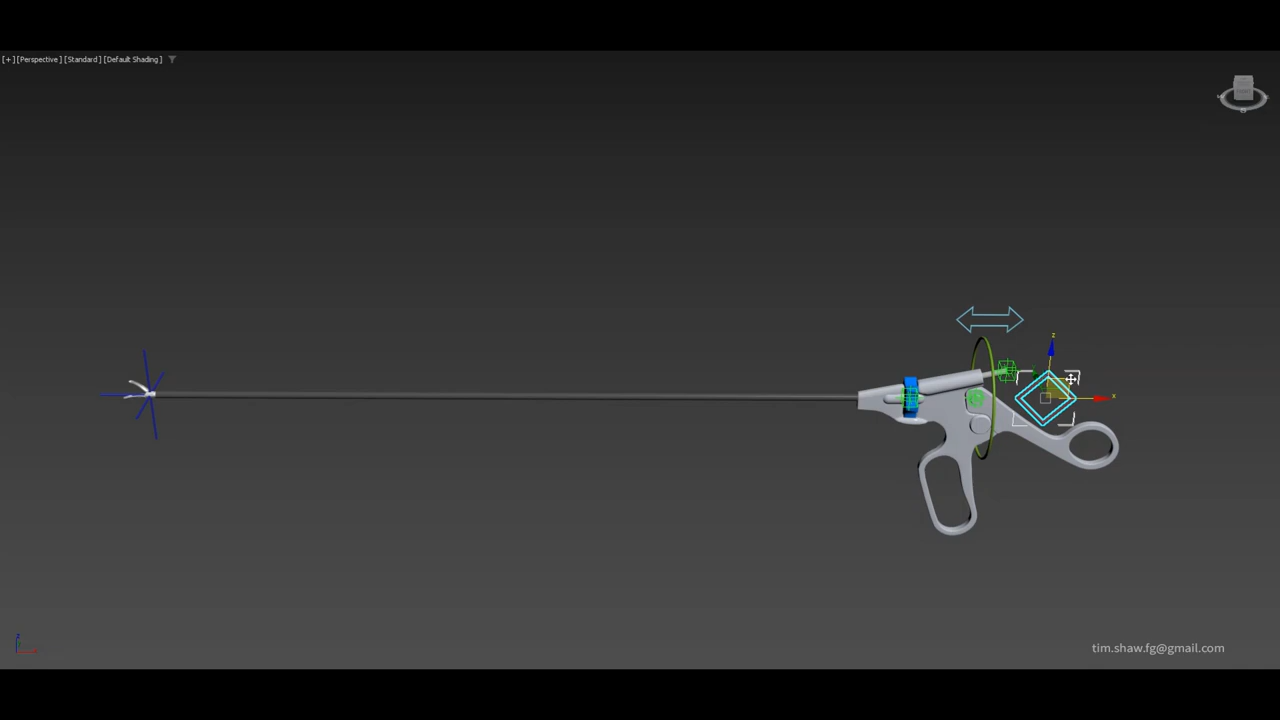 [+] [Perspective ] [Standard ] [Default Shading ]
z
x
z
tim.shaw.fg@gmail.com